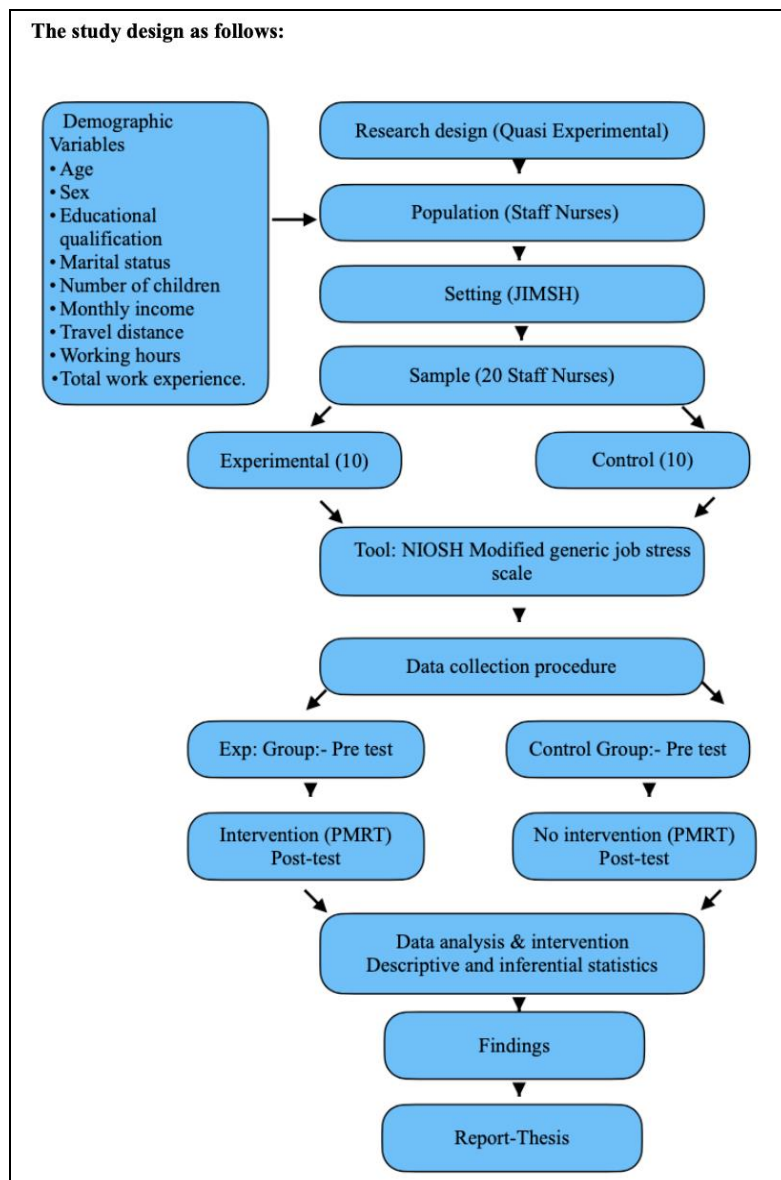 The study design as follows:
Demographic
Variables
• Age
• Sex
• Educational
qualification
• Marital status
• Number of children
• Monthly income
• Travel distance
• Working hours
• Total work experience.
Research design (Quasi Experimental)
Population (Staff Nurses)
Setting (JIMSH)
Sample (20 Staff Nurses)
Experimental (10)
Control (10)
Tool: NIOSH Modified generic job stress
scale
Data collection procedure
Exp: Group:- Pre test
Control Group:- Pre test
Intervention (PMRT)
Post-test
No intervention (PMRT)
Post-test
Data analysis & intervention
Descriptive and inferential statistics
Findings
Report-Thesis